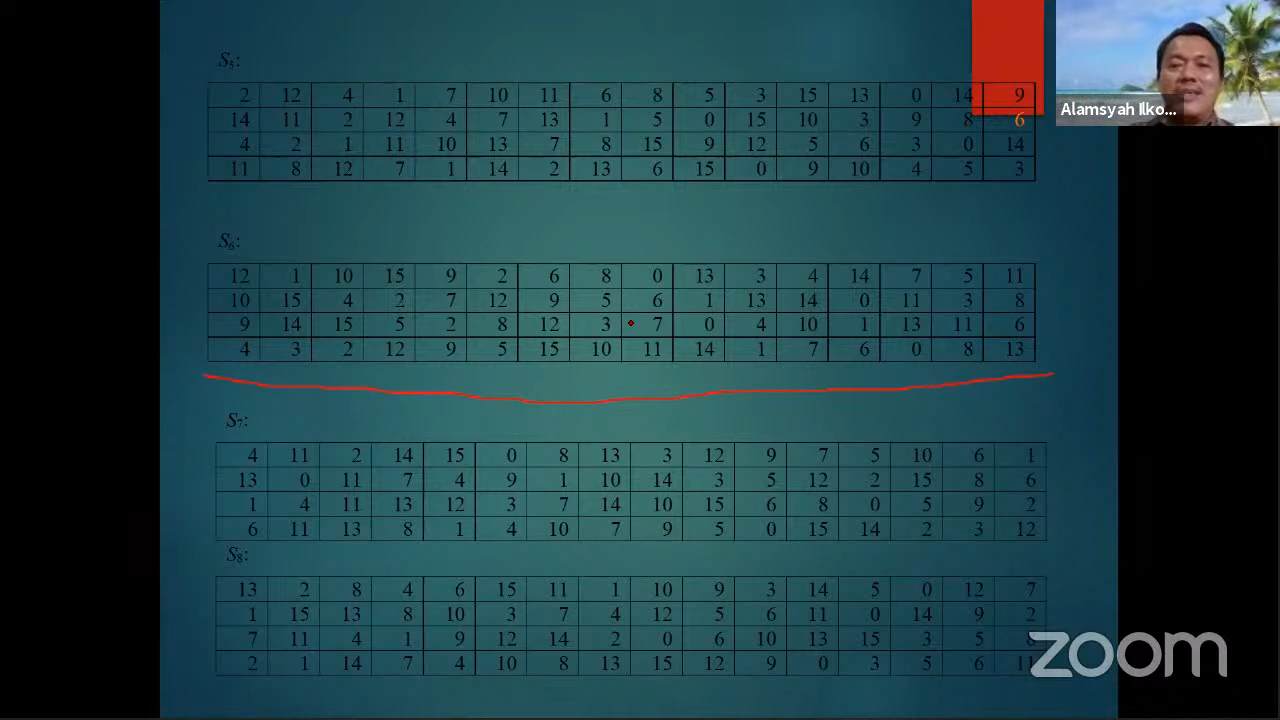 S5:
2 12 4 1 7 10 11 6 8 5 3 15 13 0 14 9
14 11 2 12 4 7 13 1 5 0 15 10 3 9 8 6
4 2 1 11 10 13 7 8 15 9 12 5 6 3 0 14
11 8 12 7 1 14 2 13 6 15 0 9 10 4 5 3
S6:
12 1 10 15 9 2 6 8 0 13 3 4 14 7 5 11
10 15 4 2 7 12 9 5 6 1 13 14 0 11 3 8
9 14 15 5 2 8 12 3 7 0 4 10 1 13 11 6
4 3 2 12 9 5 15 10 11 14 1 7 6 0 8 13
S7:
4 11 2 14 15 0 8 13 3 12 9 7 5 10 6 1
13 0 11 7 4 9 1 10 14 3 5 12 2 15 8 6
1 4 11 13 12 3 7 14 10 15 6 8 0 5 9 2
6 11 13 8 1 4 10 7 9 5 0 15 14 2 3 12
S8:
13 2 8 4 6 15 11 1 10 9 3 14 5 0 12 7
1 15 13 8 10 3 7 4 12 5 6 11 0 14 9 2
7 11 4 1 9 12 14 2 0 6 10 13 15 3 5 8
2 1 14 7 4 10 8 13 15 12 9 0 3 5 6 11
Alamsyah Ilko...
zoom